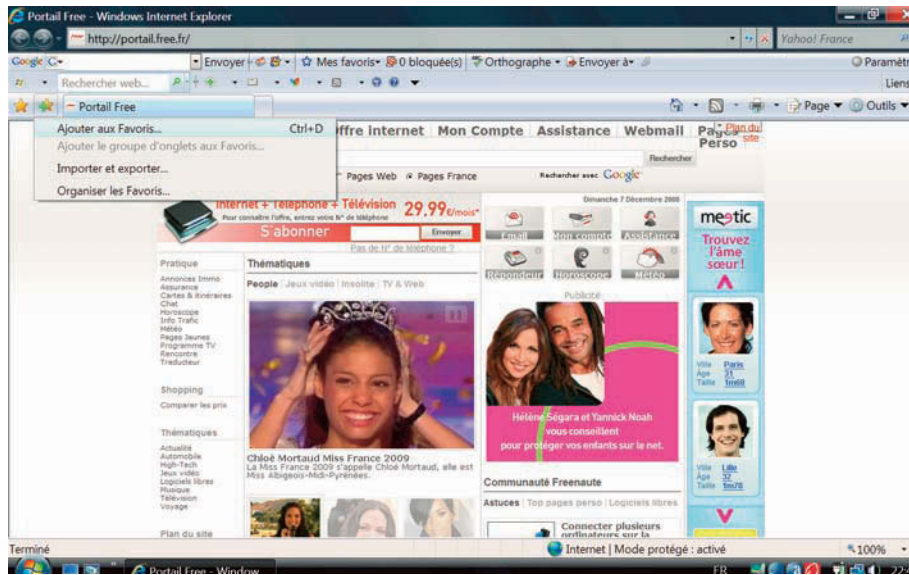 Portail Free - Windows Internet Explorer
http://portail.free.fr/
Yahoo! France
Google G
Envoyer
Mes favoris
0 bloquée(s)
Orthographe
Envoyer à
Paramètr
Rechercher web...
Liens
Portail Free
Page
Outils
Ajouter aux Favoris... Ctrl+D
Ajouter le groupe d'onglets aux Favoris...
Importer et exporter...
Organiser les Favoris...
ffre internet Mon Compte Assistance Webmail Pages Perso
Plan du site
Rechercher
Pages Web Pages France
Rechercher avec Google
Dimanche 7 Décembre 2008
Internet + Téléphone + Télévision 29,99€/mois*
Pour connaître l'offre, entrez votre N° de téléphone
S'abonner Envoyer
Pas de N° de téléphone ?
Email Mon compte Assistance
Répondeur Horoscope Météo
meetic
Trouvez
l'âme
sœur !
Pratique
Annonces Immo
Assurance
Cartes & itinéraires
Chat
Horoscope
Info Trafic
Météo
Pages Jaunes
Programme TV
Rencontre
Traducteur
Shopping
Comparer les prix
Thématiques
Actualité
Automobile
High-Tech
Jeux vidéo
Logiciels libres
Musique
Télévision
Voyage
Plan du site
Thématiques
People Jeux vidéo Insolite TV & Web
Chloé Mortaud Miss France 2009
La Miss France 2009 s'appelle Chloé Mortaud, elle est
Miss Albigeois-Midi-Pyrénées.
Publicité
Hélène Ségara et Yannick Noah
vous conseillent
pour protéger vos enfants sur le net.
Communauté Freenaute
Astuces Top pages perso Logiciels libres
Connecter plusieurs
ordinateurs sur la
Ville Paris
Age 31
Taille 1m68
Ville Lille
Age 32
Taille 1m78
Terminé
Internet | Mode protégé : activé
100%
Portail Free - Window
FR